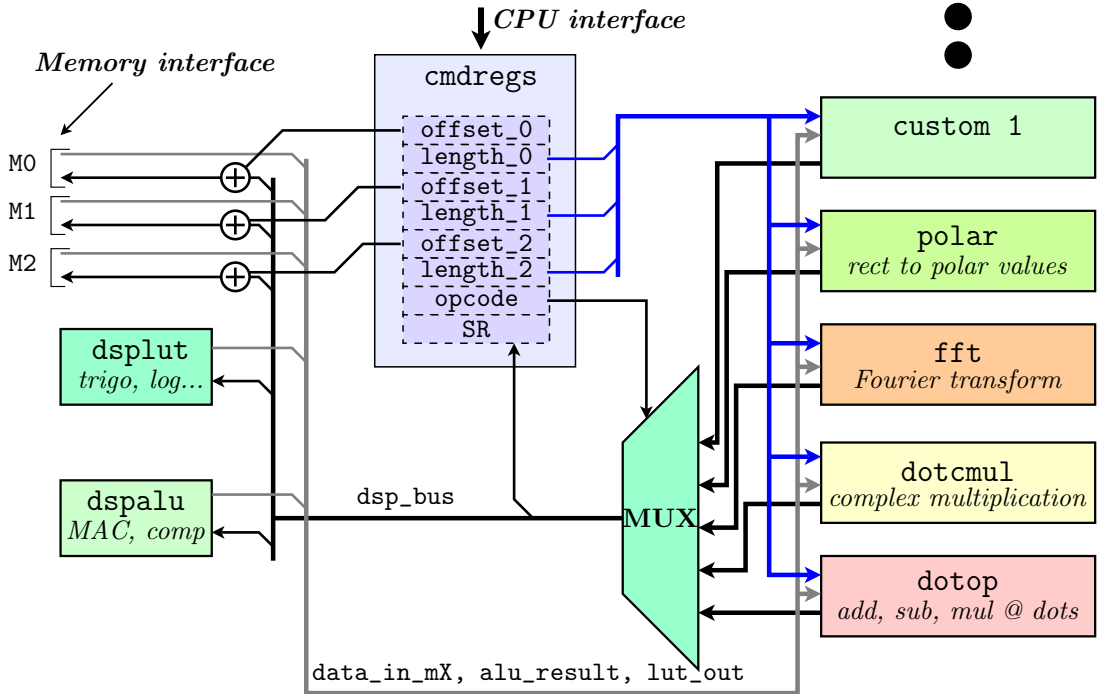 CPU interface
Memory interface
cmdregs
offset_0
length_0
offset_1
length_1
offset_2
length_2
opcode
SR
M0
M1
M2
dsplut
trigo, log...
dspalu
MAC, comp
dsp_bus
MUX
custom 1
polar
rect to polar values
fft
Fourier transform
dotcmul
complex multiplication
dotop
add, sub, mul @ dots
data_in_mX, alu_result, lut_out